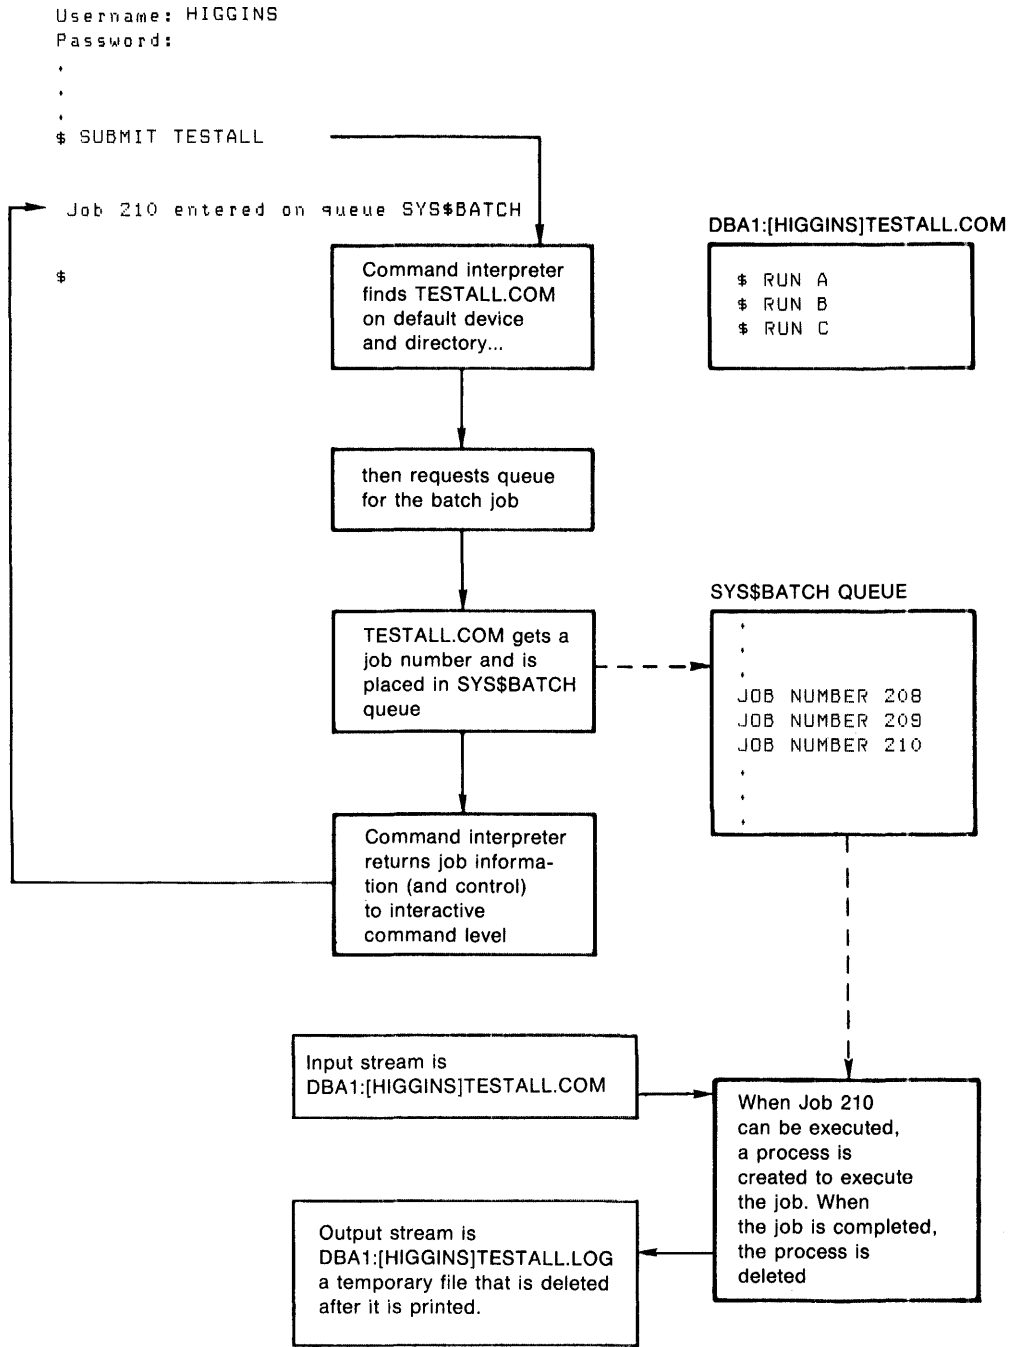 Username: HIGGINS
Password:
.
.
.
$ SUBMIT TESTALL
Job 210 entered on queue SYS$BATCH
$
DBA1:[HIGGINS]TESTALL.COM
$ RUN A
$ RUN B
$ RUN C
Command interpreter
finds TESTALL.COM
on default device
and directory...
then requests queue
for the batch job
TESTALL.COM gets a
job number and is
placed in SYS$BATCH
queue
SYS$BATCH QUEUE
.
.
.
JOB NUMBER 208
JOB NUMBER 209
JOB NUMBER 210
.
.
.
Command interpreter
returns job informa-
tion (and control)
to interactive
command level
Input stream is
DBA1:[HIGGINS]TESTALL.COM
When Job 210
can be executed,
a process is
created to execute
the job. When
the job is completed,
the process is
deleted
Output stream is
DBA1:[HIGGINS]TESTALL.LOG
a temporary file that is deleted
after it is printed.